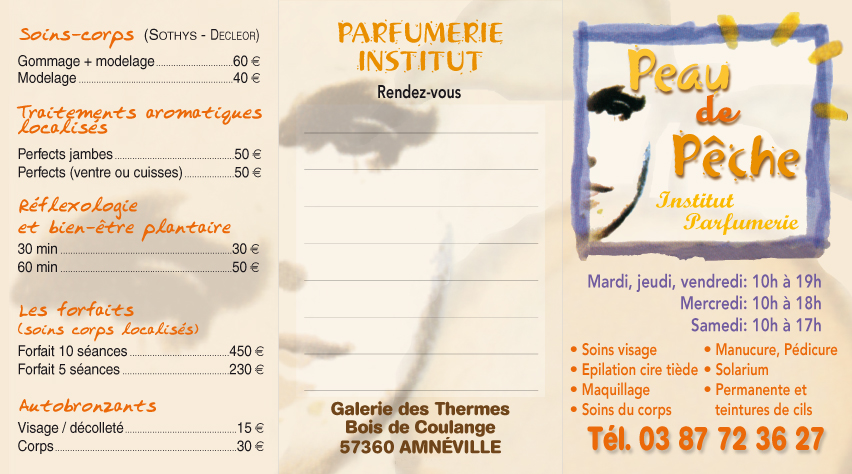 Soins-corps (SOTHYS - DECLEOR)
Gommage + modelage 60 €
Modelage 40 €
Traitements aromatiques
localisés
Perfects jambes 50 €
Perfects (ventre ou cuisses) 50 €
Réflexologie
et bien-être plantaire
30 min 30 €
60 min 50 €
Les forfaits
(soins corps localisés)
Forfait 10 séances 450 €
Forfait 5 séances 230 €
Autobronzants
Visage / décolleté 15 €
Corps 30 €
PARFUMERIE
INSTITUT
Rendez-vous
Galerie des Thermes
Bois de Coulange
57360 AMNÉVILLE
Peau
de
Pêche
Institut
Parfumerie
Mardi, jeudi, vendredi: 10h à 19h
Mercredi: 10h à 18h
Samedi: 10h à 17h
• Soins visage
• Epilation cire tiède
• Maquillage
• Soins du corps
• Manucure, Pédicure
• Solarium
• Permanente et
teintures de cils
Tél. 03 87 72 36 27